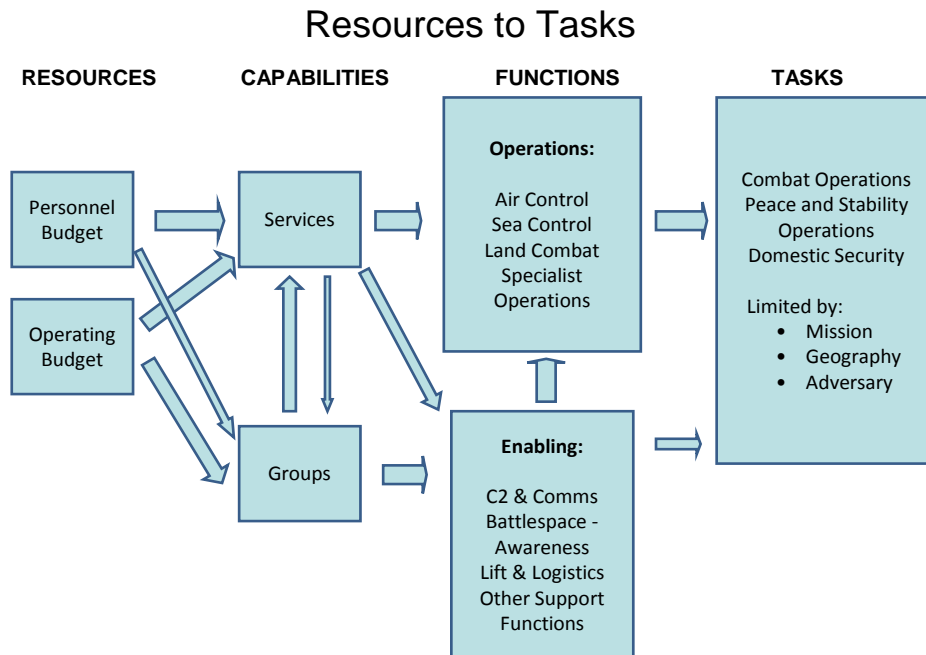 Resources to Tasks
RESOURCES
CAPABILITIES
FUNCTIONS
TASKS
Personnel
Budget
Operating
Budget
Services
Groups
Operations:
Air Control
Sea Control
Land Combat
Specialist
Operations
Enabling:
C2 & Comms
Battlespace -
Awareness
Lift & Logistics
Other Support
Functions
Combat Operations
Peace and Stability
Operations
Domestic Security
Limited by:
• Mission
• Geography
• Adversary